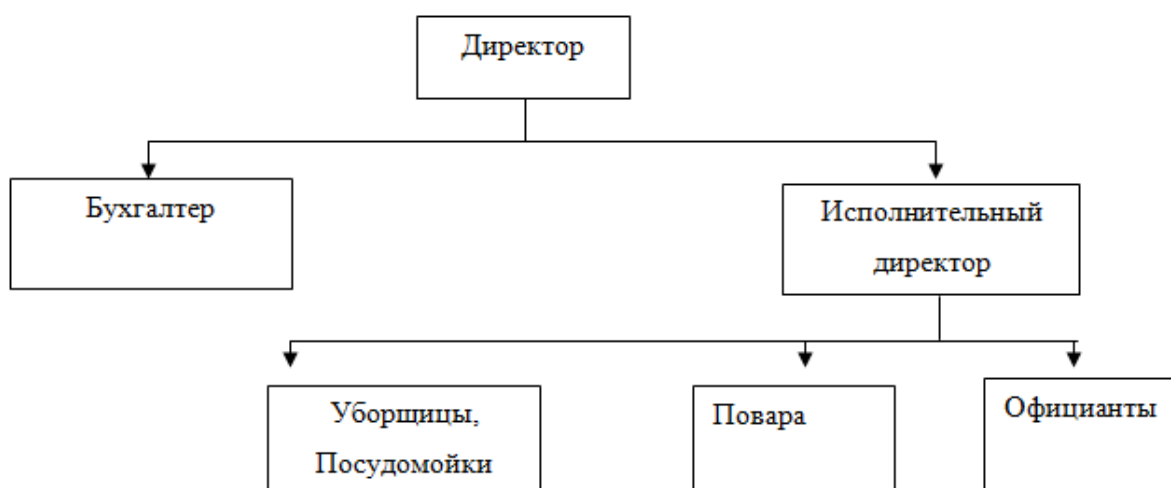 Директор
Бухгалтер
Исполнительный
директор
Уборщицы,
Посудомойки
Повара
Официанты